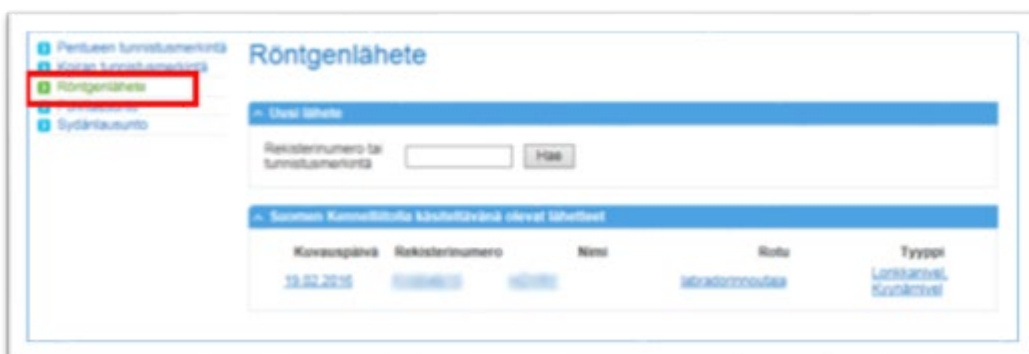 Pentueen tunnistusmerkintä
Koiran tunnistusmerkintä
Röntgenlähete
Sydänlausunto
Röntgenlähete
Uusi lähete
Rekisterinumero tai
tunnistusmerkintä
Hae
Suomen Kennelliitolla käsiteltävänä olevat lähetteet
Kuvauspäivä Rekisterinumero Nimi Rotu Tyyppi
19.02.2016 labradorinnoutaja Lonkkanivel,
Kyynärnivel